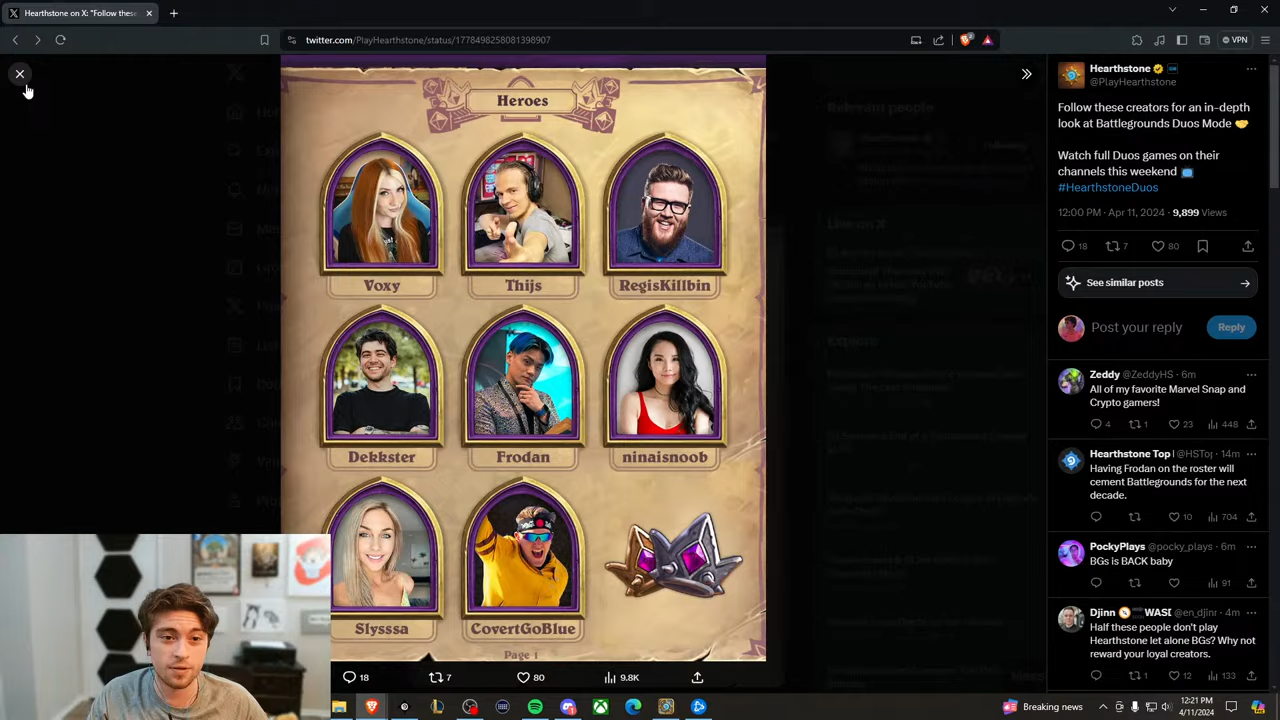 Hearthstone on X: "Follow these
twitter.com/PlayHearthstone/status/1778498258081398907
VPN
Heroes
Voxy
Thijs
RegisKillbin
Dekkster
Frodan
ninaisnoob
Slysssa
CovertGoBlue
Page 1
18
7
80
9.8K
Relevant people
Live on X
Explore
Hearthstone
@PlayHearthstone
Follow these creators for an in-depth
look at Battlegrounds Duos Mode
Watch full Duos games on their
channels this weekend
#HearthstoneDuos
12:00 PM · Apr 11, 2024 · 9,899 Views
18
7
80
See similar posts
Post your reply
Reply
Zeddy @ZeddyHS · 6m
All of my favorite Marvel Snap and
Crypto gamers!
4
1
23
448
Hearthstone Top @HSTop 14m
Having Frodan on the roster will
cement Battlegrounds for the next
decade.
10
704
PockyPlays @pocky_plays · 6m
BGs is BACK baby
91
Djinn WASI @en_djinn 4m
Half these people don't play
Hearthstone let alone BGs? Why not
reward your loyal creators.
1
12
133
Breaking news
12:21 PM
4/11/2024